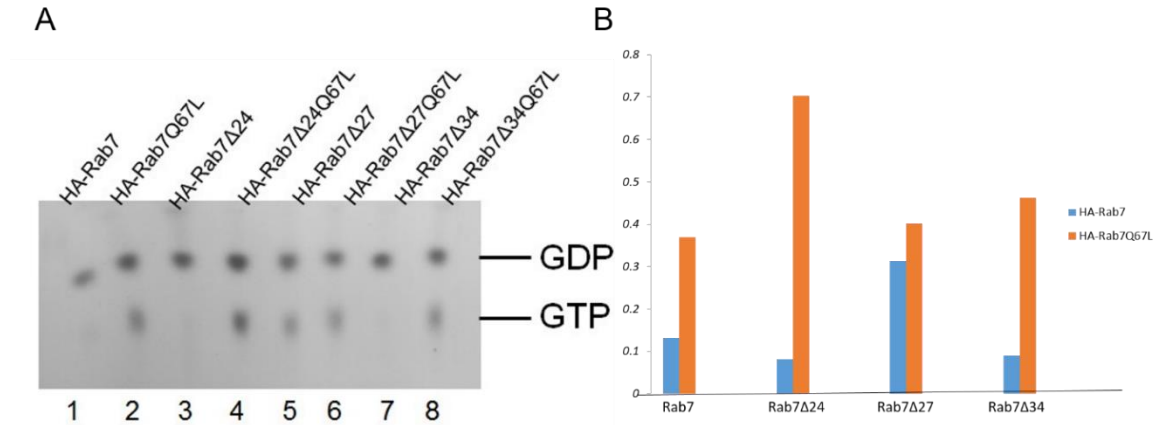 A
HA-Rab7
HA-Rab7Q67L
HA-Rab7Δ24
HA-Rab7Δ24Q67L
HA-Rab7Δ27
HA-Rab7Δ27Q67L
HA-Rab7Δ34
HA-Rab7Δ34Q67L
GDP
GTP
1 2 3 4 5 6 7 8
B
0.8
0.7
0.6
0.5
0.4
0.3
0.2
0.1
0
Rab7 Rab7Δ24 Rab7Δ27 Rab7Δ34
HA-Rab7
HA-Rab7Q67L